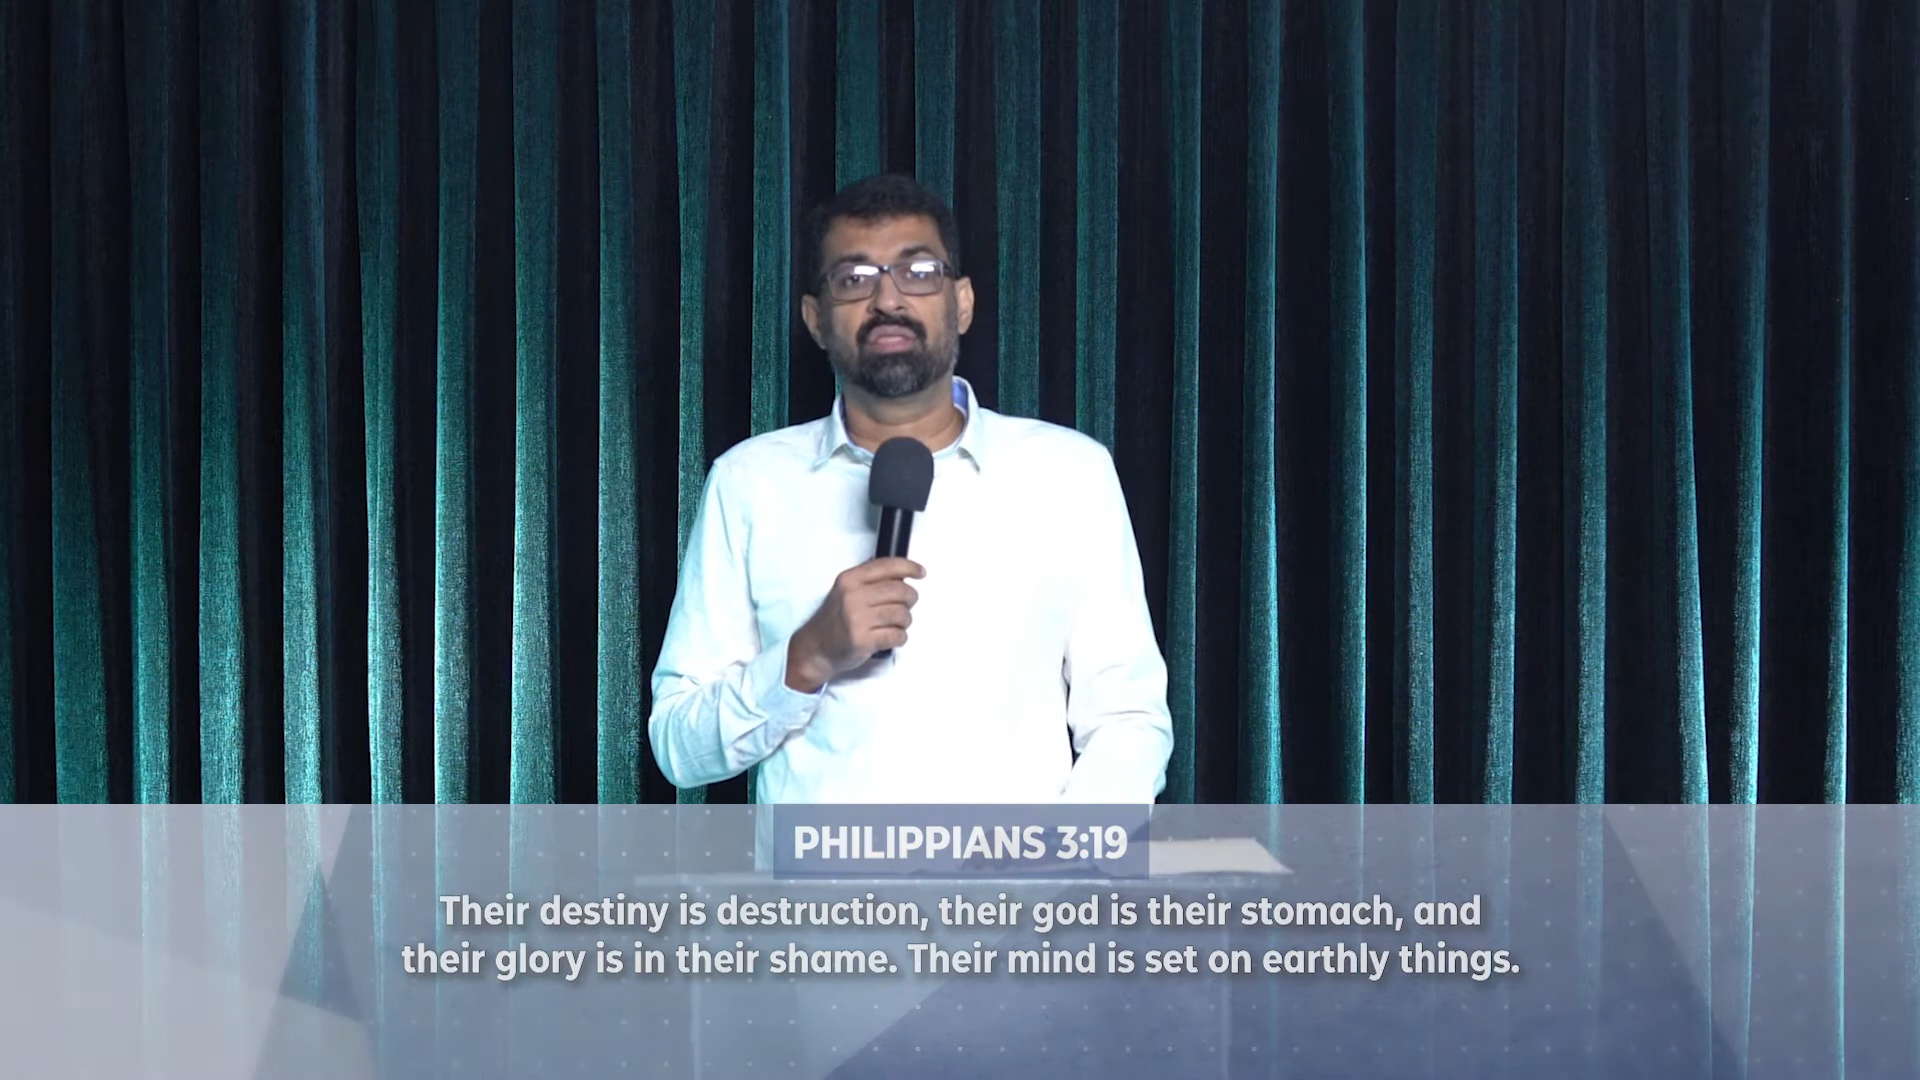 PHILIPPIANS 3:19
Their destiny is destruction, their god is their stomach, and
their glory is in their shame. Their mind is set on earthly things.